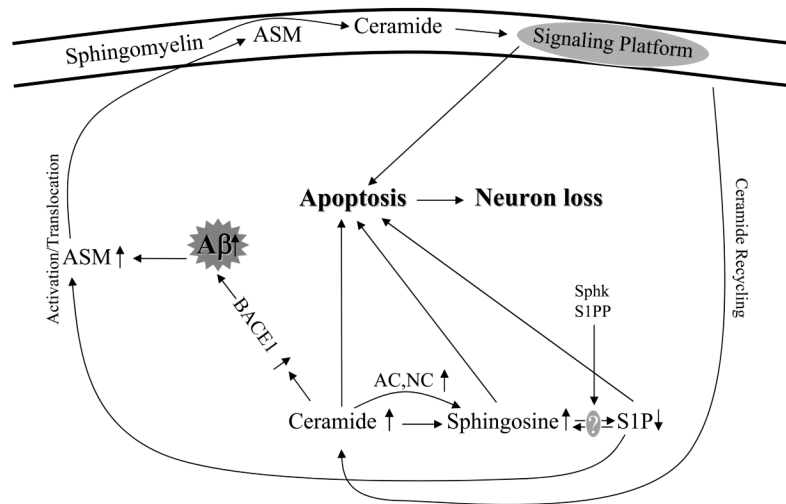 Sphingomyelin
ASM
Ceramide
Signaling Platform
Activation/Translocation
Ceramide Recycling
Apoptosis
Neuron loss
Aβ↑
ASM↑
BACE1↑
Sphk
S1PP
AC,NC↑
Ceramide↑
Sphingosine↑
?
S1P↓